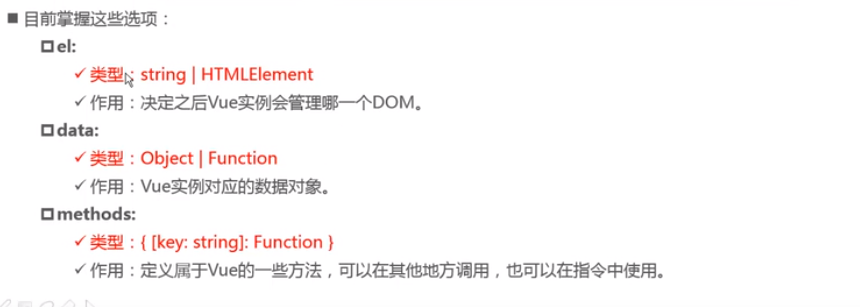 目前掌握这些选项：
el:
类型：string | HTMLElement
作用：决定之后Vue实例会管理哪一个DOM。
data:
类型：Object | Function
作用：Vue实例对应的数据对象。
methods:
类型：{ [key: string]: Function }
作用：定义属于Vue的一些方法，可以在其他地方调用，也可以在指令中使用。